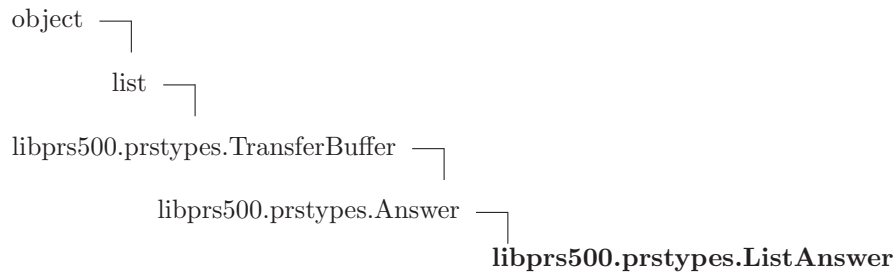 object
list
libprs500.prstypes.TransferBuffer
libprs500.prstypes.Answer
libprs500.prstypes.ListAnswer